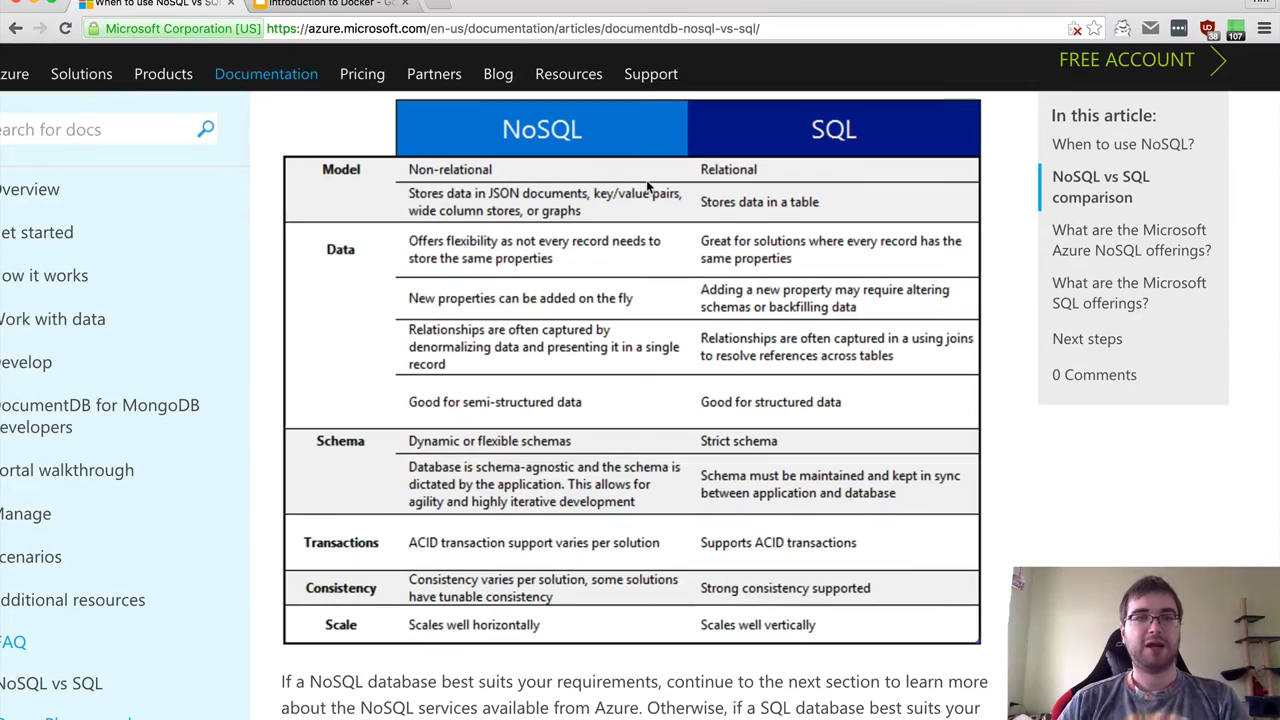 When to use NoSQL vs SQ
Introduction to Docker - Go
Microsoft Corporation [US]
https://azure.microsoft.com/en-us/documentation/articles/documentdb-nosql-vs-sql/
38
107
zure
Solutions
Products
Documentation
Pricing
Partners
Blog
Resources
Support
FREE ACCOUNT
earch for docs
Overview
et started
ow it works
Work with data
evelop
DocumentDB for MongoDB
evelopers
ortal walkthrough
Manage
cenarios
dditional resources
FAQ
NoSQL vs SQL
NoSQL
SQL
Model
Non-relational
Relational
Stores data in JSON documents, key/value pairs,
wide column stores, or graphs
Stores data in a table
Data
Offers flexibility as not every record needs to
store the same properties
Great for solutions where every record has the
same properties
New properties can be added on the fly
Adding a new property may require altering
schemas or backfilling data
Relationships are often captured by
denormalizing data and presenting it in a single
record
Relationships are often captured in a using joins
to resolve references across tables
Good for semi-structured data
Good for structured data
Schema
Dynamic or flexible schemas
Strict schema
Database is schema-agnostic and the schema is
dictated by the application. This allows for
agility and highly iterative development
Schema must be maintained and kept in sync
between application and database
Transactions
ACID transaction support varies per solution
Supports ACID transactions
Consistency
Consistency varies per solution, some solutions
have tunable consistency
Strong consistency supported
Scale
Scales well horizontally
Scales well vertically
If a NoSQL database best suits your requirements, continue to the next section to learn more
about the NoSQL services available from Azure. Otherwise, if a SQL database best suits your
In this article:
When to use NoSQL?
NoSQL vs SQL
comparison
What are the Microsoft
Azure NoSQL offerings?
What are the Microsoft
SQL offerings?
Next steps
0 Comments